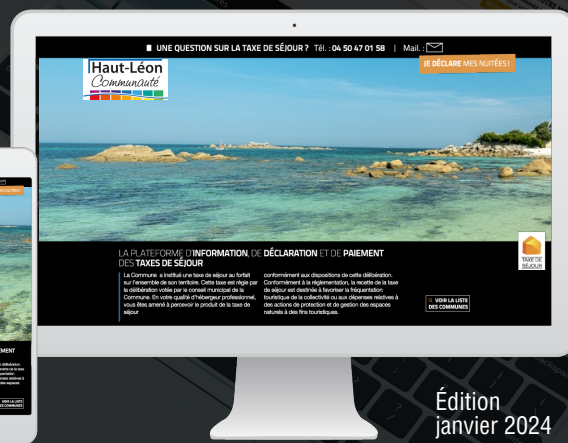 UNE QUESTION SUR LA TAXE DE SÉJOUR ? Tél. : 04 50 47 01 58 | Mail. :
JE DÉCLARE MES NUITÉES !
Haut-Léon
Communauté
LA PLATEFORME D'INFORMATION, DE DÉCLARATION ET DE PAIEMENT
DES TAXES DE SÉJOUR
La Commune a institué une taxe de séjour au forfait
sur l'ensemble de son territoire. Cette taxe est régie par
la délibération votée par le conseil municipal de la
Commune. En votre qualité d'hébergeur professionnel,
vous êtes amené à percevoir le produit de la taxe de
séjour
conformément aux dispositions de cette délibération.
Conformément à la réglementation, la recette de la taxe
de séjour est destinée à favoriser la fréquentation
touristique de la collectivité ou aux dépenses relatives à
des actions de protection et de gestion des espaces
naturels à des fins touristiques.
TAXE DE
SÉJOUR
VOIR LA LISTE
DES COMMUNES
PAIEMENT
VOIR LA LISTE
DES COMMUNES
Édition
janvier 2024